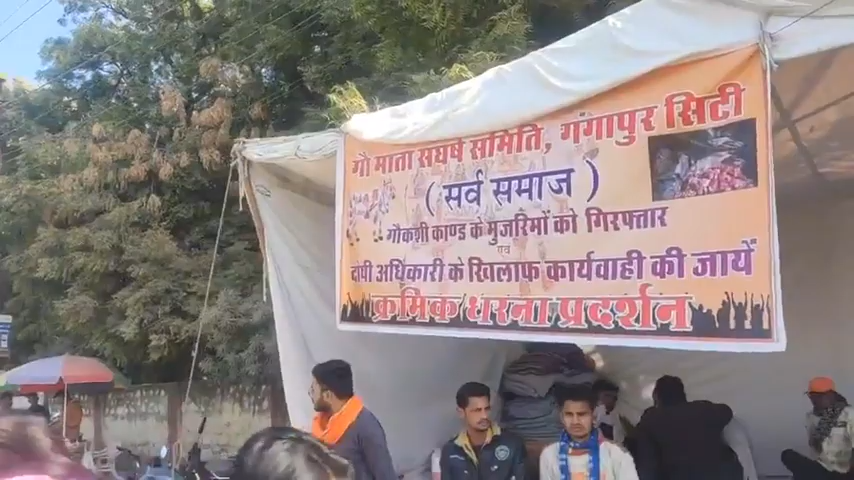 गौ माता संघर्ष समिति, गंगापुर सिटी
( सर्व समाज )
गौकशी काण्ड के मुजरिमों को गिरफ्तार
एवं
दोषी अधिकारी के खिलाफ कार्यवाही की जायें
क्रमिक धरना प्रदर्शन